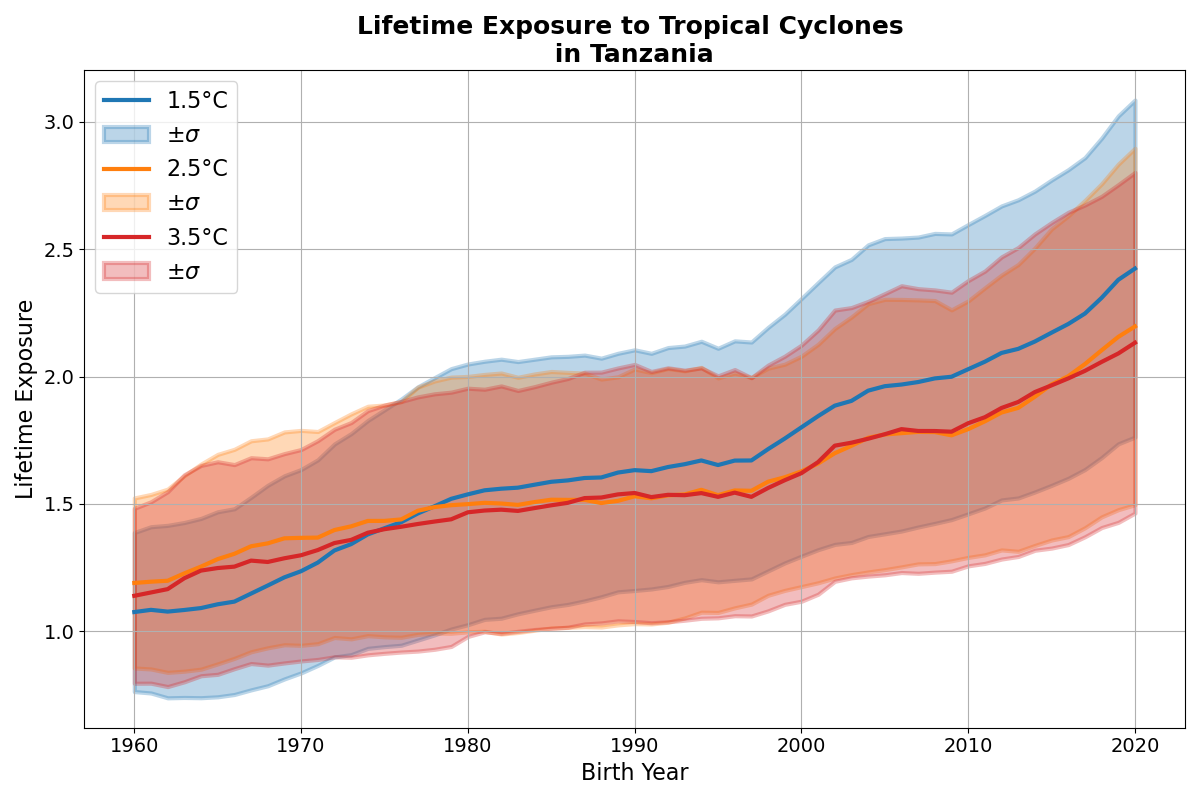 Lifetime Exposure to Tropical Cyclones
in Tanzania
1.5°C
±σ
2.5°C
±σ
3.5°C
±σ
Lifetime Exposure
3.0
2.5
2.0
1.5
1.0
1960 1970 1980 1990 2000 2010 2020
Birth Year